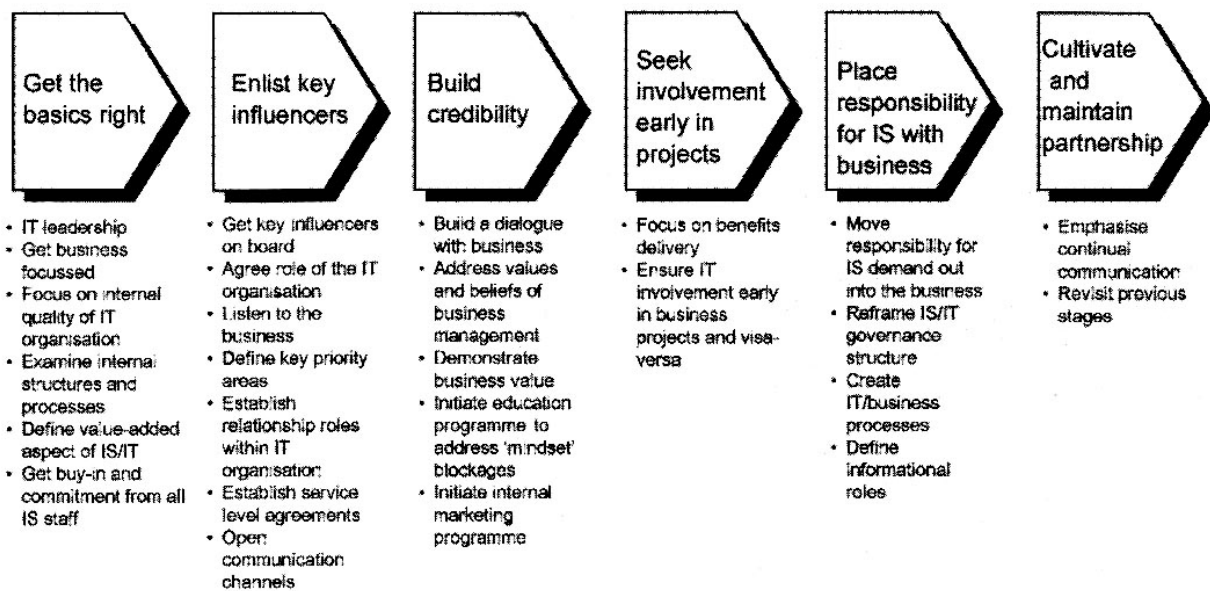 Get the
basics right
Enlist key
influencers
Build
credibility
Seek
involvement
early in
projects
Place
responsibility
for IS with
business
Cultivate
and
maintain
partnership
• IT leadership
• Get business
focussed
• Focus on internal
quality of IT
organisation
• Examine internal
structures and
processes
• Define value-added
aspect of IS/IT
• Get buy-in and
commitment from all
IS staff
• Get key influencers
on board
• Agree role of the IT
organisation
• Listen to the
business
• Define key priority
areas
• Establish
relationship roles
within IT
organisation
• Establish service
level agreements
• Open
communication
channels
• Build a dialogue
with business
• Address values
and beliefs of
business
management
• Demonstrate
business value
• Initiate education
programme to
address 'mindset'
blockages
• Initiate internal
marketing
programme
• Focus on benefits
delivery
• Ensure IT
involvement early
in business
projects and visa-
versa
• Move
responsibility for
IS demand out
into the business
• Reframe IS/IT
governance
structure
• Create
IT/business
processes
• Define
informational
roles
• Emphasise
continual
communication
• Revisit previous
stages